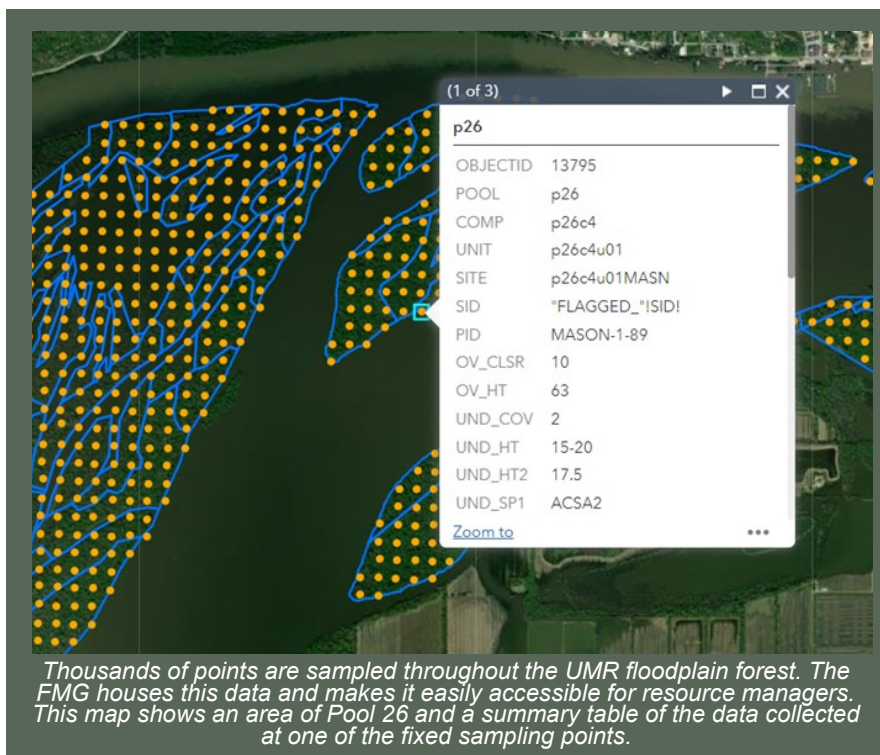 (1 of 3)
p26
OBJECTID 13795
POOL p26
COMP p26c4
UNIT p26c4u01
SITE p26c4u01MASN
SID "FLAGGED_"!SID!
PID MASON-1-89
OV_CLSR 10
OV_HT 63
UND_COV 2
UND_HT 15-20
UND_HT2 17.5
UND_SP1 ACSA2
Zoom to
Thousands of points are sampled throughout the UMR floodplain forest. The
FMG houses this data and makes it easily accessible for resource managers.
This map shows an area of Pool 26 and a summary table of the data collected
at one of the fixed sampling points.